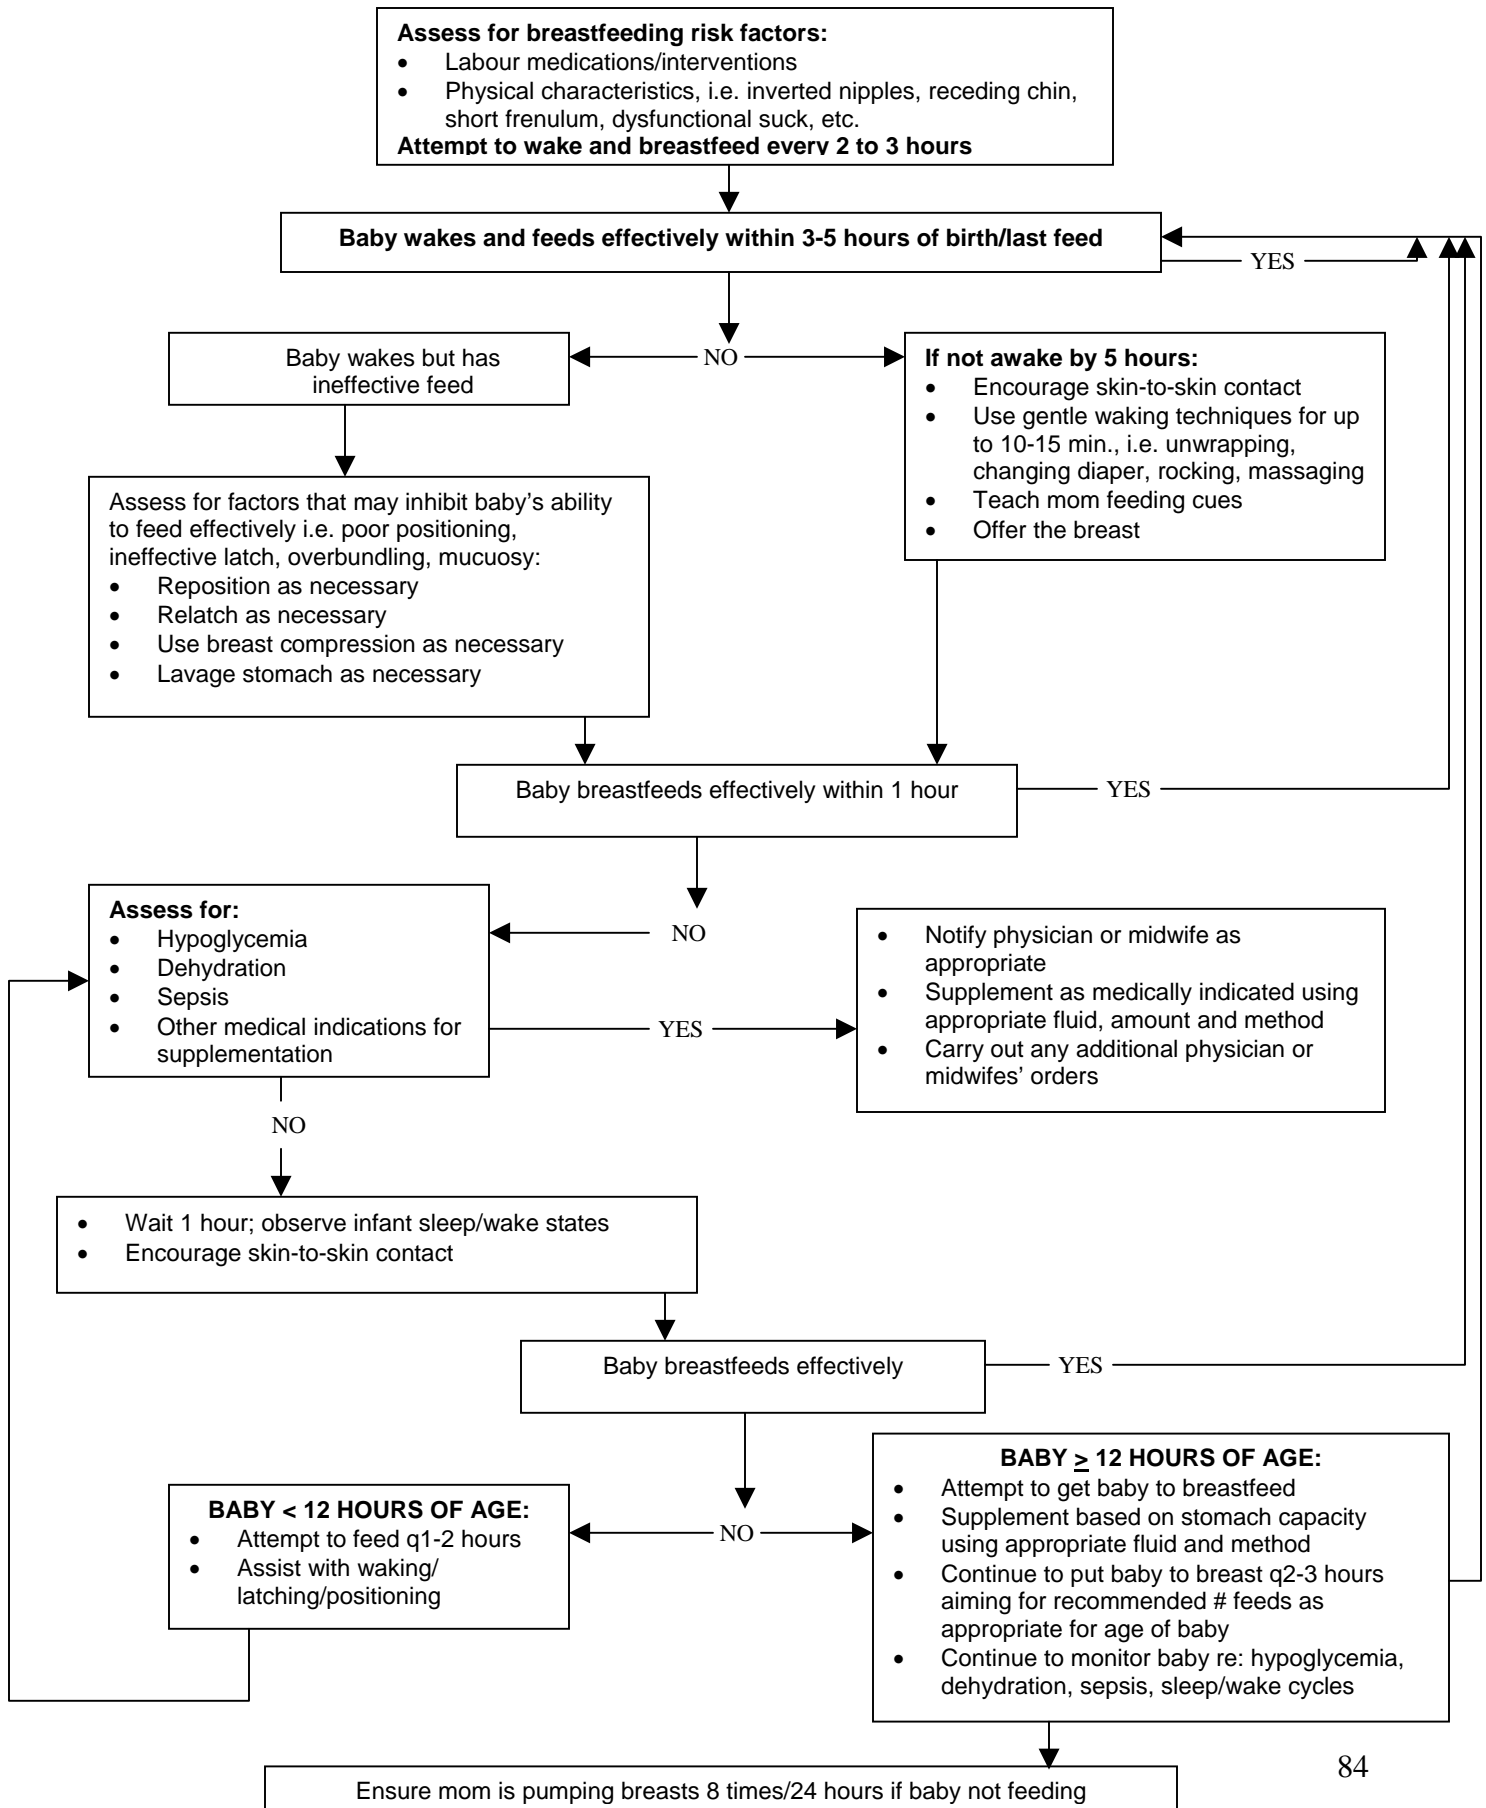 Assess for breastfeeding risk factors:
• Labour medications/interventions
• Physical characteristics, i.e. inverted nipples, receding chin,
short frenulum, dysfunctional suck, etc.
Attempt to wake and breastfeed every 2 to 3 hours
Baby wakes and feeds effectively within 3-5 hours of birth/last feed
YES
NO
Baby wakes but has
ineffective feed
If not awake by 5 hours:
• Encourage skin-to-skin contact
• Use gentle waking techniques for up
to 10-15 min., i.e. unwrapping,
changing diaper, rocking, massaging
• Teach mom feeding cues
• Offer the breast
Assess for factors that may inhibit baby's ability
to feed effectively i.e. poor positioning,
ineffective latch, overbundling, mucuosy:
• Reposition as necessary
• Relatch as necessary
• Use breast compression as necessary
• Lavage stomach as necessary
Baby breastfeeds effectively within 1 hour
YES
NO
Assess for:
• Hypoglycemia
• Dehydration
• Sepsis
• Other medical indications for
supplementation
YES
• Notify physician or midwife as
appropriate
• Supplement as medically indicated using
appropriate fluid, amount and method
• Carry out any additional physician or
midwifes' orders
NO
• Wait 1 hour; observe infant sleep/wake states
• Encourage skin-to-skin contact
Baby breastfeeds effectively
YES
NO
BABY < 12 HOURS OF AGE:
• Attempt to feed q1-2 hours
• Assist with waking/
latching/positioning
BABY ≥ 12 HOURS OF AGE:
• Attempt to get baby to breastfeed
• Supplement based on stomach capacity
using appropriate fluid and method
• Continue to put baby to breast q2-3 hours
aiming for recommended # feeds as
appropriate for age of baby
• Continue to monitor baby re: hypoglycemia,
dehydration, sepsis, sleep/wake cycles
84
Ensure mom is pumping breasts 8 times/24 hours if baby not feeding